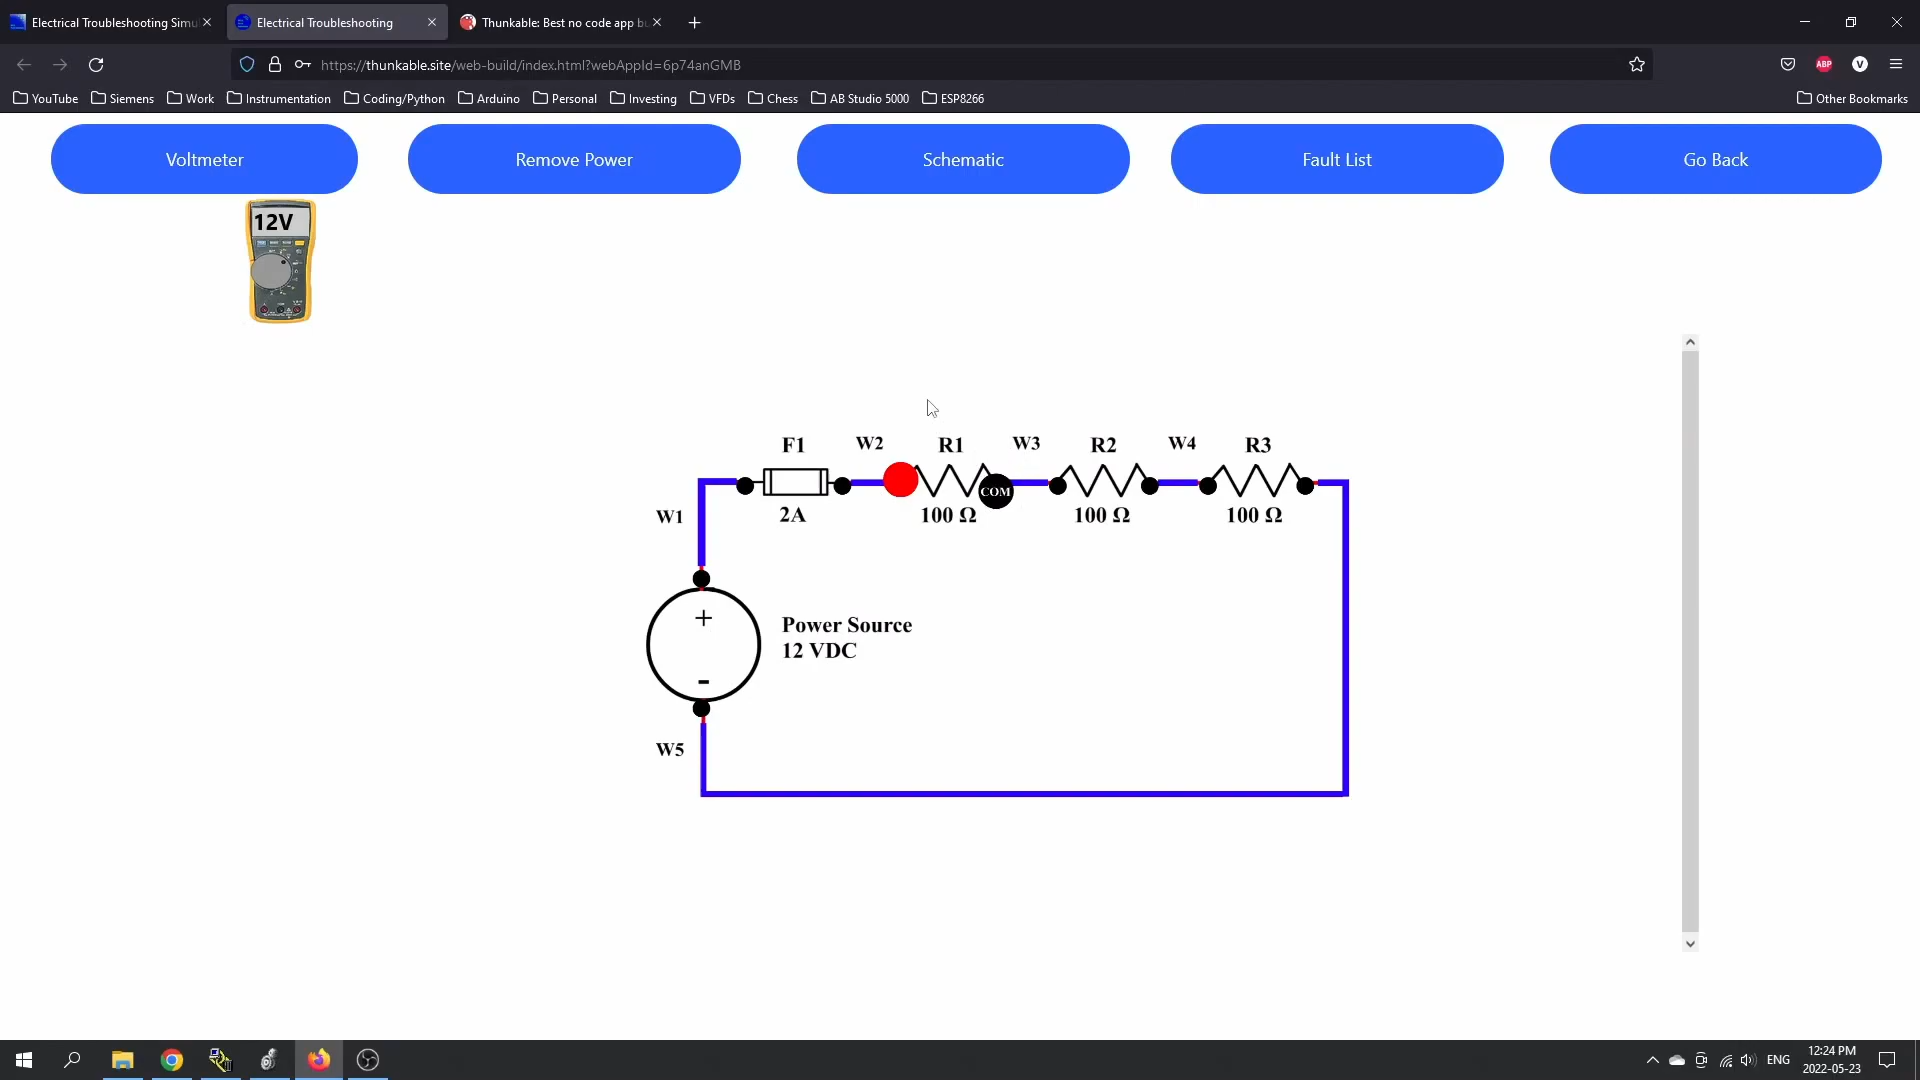 Electrical Troubleshooting Simu
Electrical Troubleshooting
Thunkable: Best no code app bu
https://thunkable.site/web-build/index.html?webAppId=6p74anGMB
ABP
V
YouTube
Siemens
Work
Instrumentation
Coding/Python
Arduino
Personal
Investing
VFDs
Chess
AB Studio 5000
ESP8266
Other Bookmarks
Voltmeter
Remove Power
Schematic
Fault List
Go Back
12V
F1
W2
R1
W3
R2
W4
R3
COM
W1
2A
100 Ω
100 Ω
100 Ω
+
Power Source
12 VDC
-
W5
ENG
12:24 PM
2022-05-23